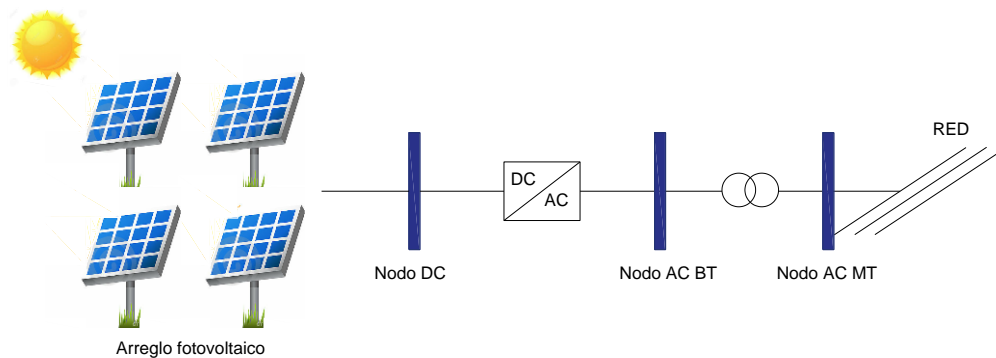 RED
DC
AC
Nodo DC
Nodo AC BT
Nodo AC MT
Arreglo fotovoltaico